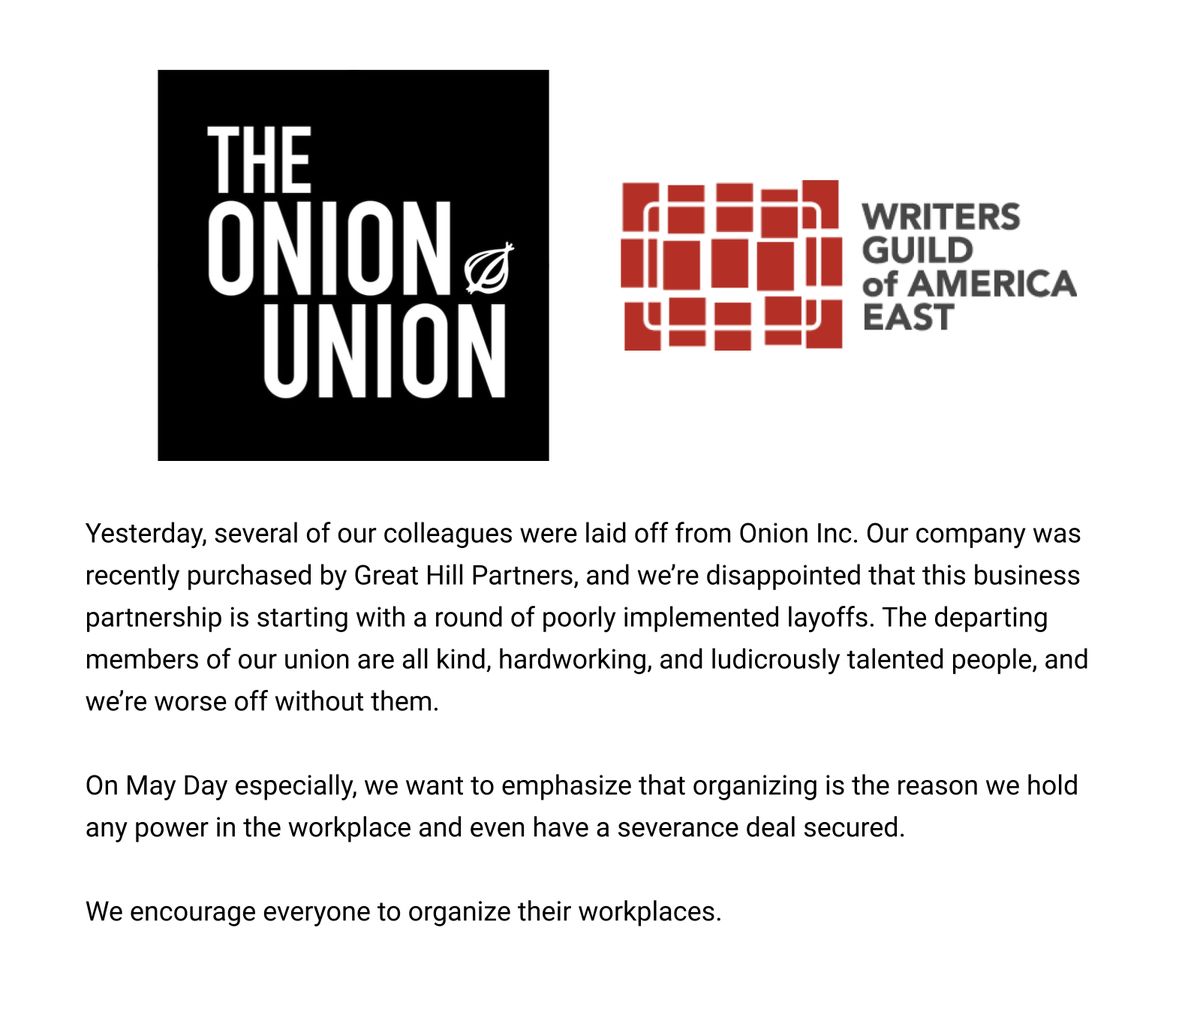 THE
ONION
UNION
WRITERS
GUILD
of AMERICA
EAST
Yesterday, several of our colleagues were laid off from Onion Inc. Our company was
recently purchased by Great Hill Partners, and we’re disappointed that this business
partnership is starting with a round of poorly implemented layoffs. The departing
members of our union are all kind, hardworking, and ludicrously talented people, and
we’re worse off without them.
On May Day especially, we want to emphasize that organizing is the reason we hold
any power in the workplace and even have a severance deal secured.
We encourage everyone to organize their workplaces.